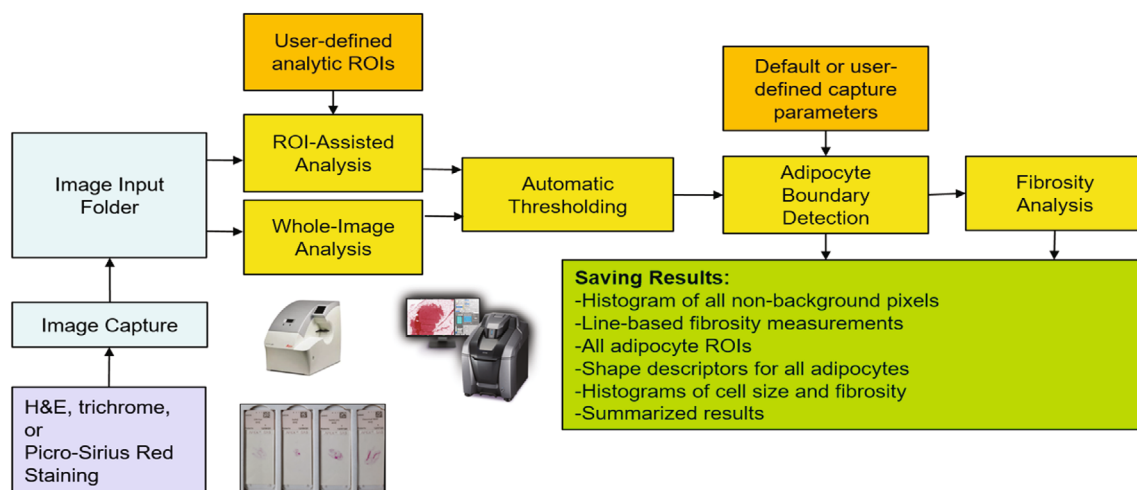 User-defined
analytic ROIs
Default or user-
defined capture
parameters
Image Input
Folder
ROI-Assisted
Analysis
Whole-Image
Analysis
Automatic
Thresholding
Adipocyte
Boundary
Detection
Fibrosity
Analysis
Image Capture
H&E, trichrome,
or
Picro-Sirius Red
Staining
Saving Results:
-Histogram of all non-background pixels
-Line-based fibrosity measurements
-All adipocyte ROIs
-Shape descriptors for all adipocytes
-Histograms of cell size and fibrosity
-Summarized results